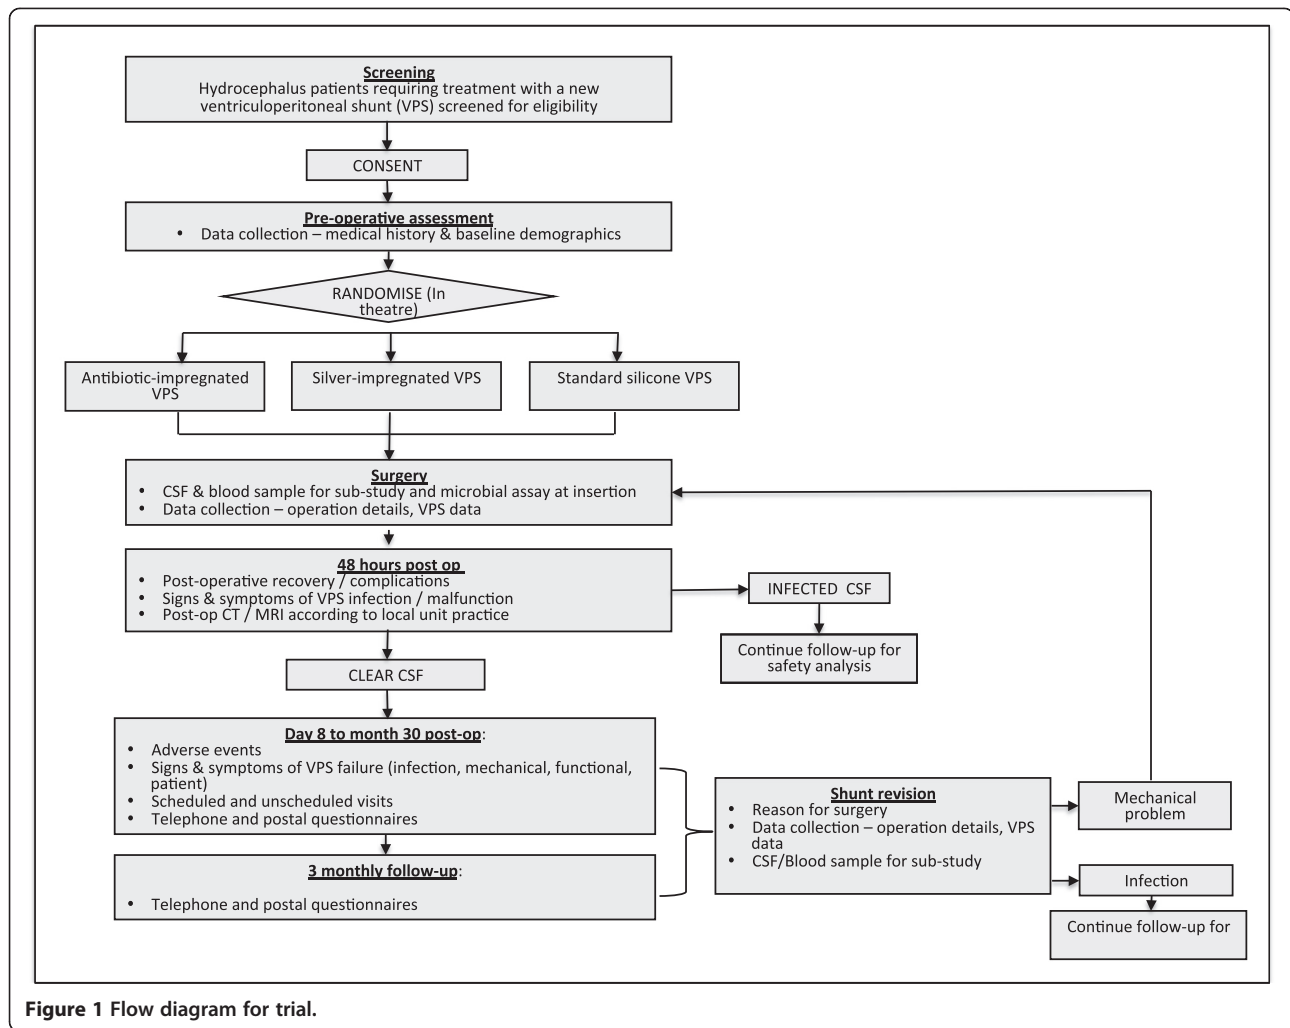 Screening
Hydrocephalus patients requiring treatment with a new
ventriculoperitoneal shunt (VPS) screened for eligibility
CONSENT
Pre-operative assessment
• Data collection – medical history & baseline demographics
RANDOMISE (In
theatre)
Antibiotic-impregnated
VPS
Silver-impregnated VPS
Standard silicone VPS
Surgery
• CSF & blood sample for sub-study and microbial assay at insertion
• Data collection – operation details, VPS data
48 hours post op
• Post-operative recovery / complications
• Signs & symptoms of VPS infection / malfunction
• Post-op CT / MRI according to local unit practice
INFECTED CSF
Continue follow-up for
safety analysis
CLEAR CSF
Day 8 to month 30 post-op:
• Adverse events
• Signs & symptoms of VPS failure (infection, mechanical, functional,
patient)
• Scheduled and unscheduled visits
• Telephone and postal questionnaires
3 monthly follow-up:
• Telephone and postal questionnaires
Shunt revision
• Reason for surgery
• Data collection – operation details, VPS
data
• CSF/Blood sample for sub-study
Mechanical
problem
Infection
Continue follow-up for
Figure 1 Flow diagram for trial.